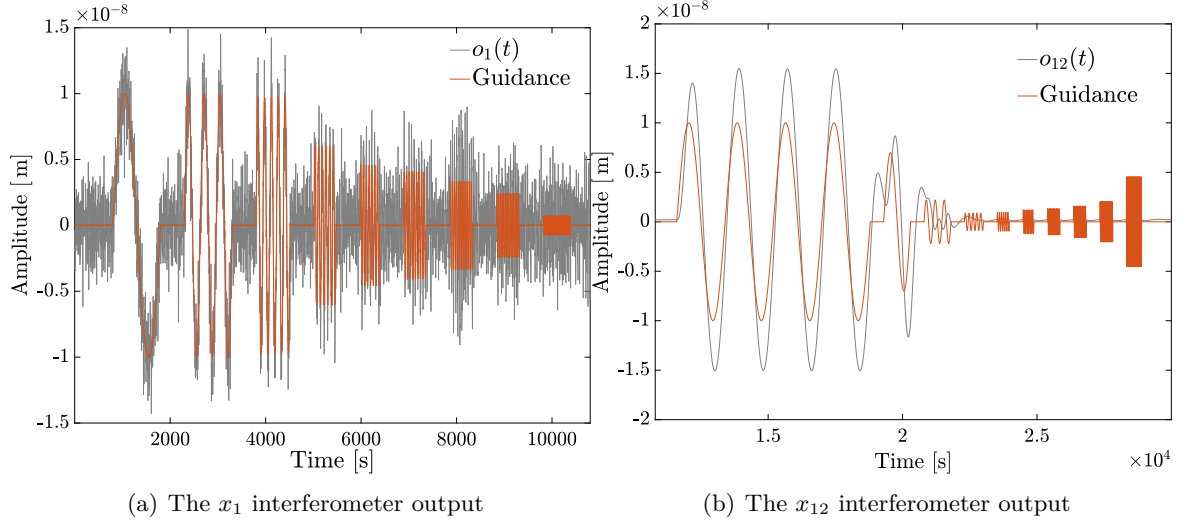 ×10⁻⁸
1.5
1
0.5
0
-0.5
-1
-1.5
Amplitude [ m]
o₁(t)
Guidance
2000 4000 6000 8000 10000
Time [s]
(a) The x₁ interferometer output
×10⁻⁸
2
1.5
1
0.5
0
-0.5
-1
-1.5
-2
Amplitude [ m]
o₁₂(t)
Guidance
1.5 2 2.5
Time [s]
×10⁴
(b) The x₁₂ interferometer output